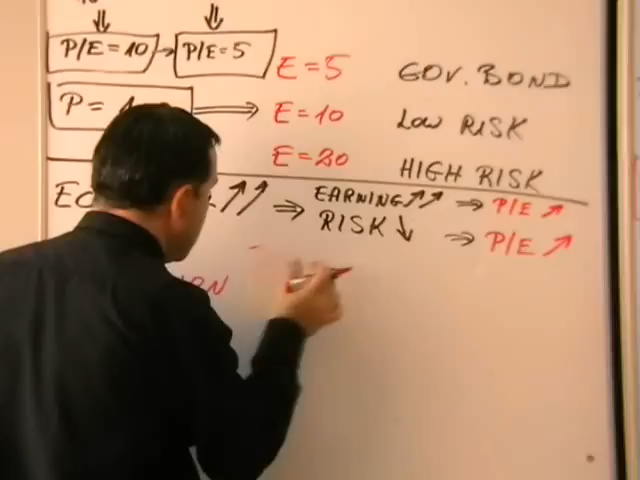 P/E = 10 → P/E = 5 E = 5 GOV. BOND
P = ⇒ E = 10 LOW RISK
E = 20 HIGH RISK
↗↗ ⇒ EARNING ↗↗ ⇒ P/E ↗
RISK ↓ ⇒ P/E ↗